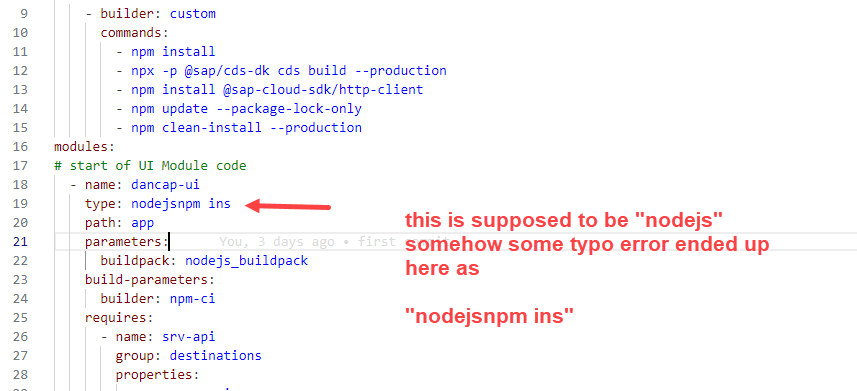 9 - builder: custom
10 commands:
11 - npm install
12 - npx -p @sap/cds-dk cds build --production
13 - npm install @sap-cloud-sdk/http-client
14 - npm update --package-lock-only
15 - npm clean-install --production
16 modules:
17 # start of UI Module code
18 - name: dancap-ui
19 type: nodejsnpm ins
20 path: app
21 parameters: You, 3 days ago • first
22 buildpack: nodejs_buildpack
23 build-parameters:
24 builder: npm-ci
25 requires:
26 - name: srv-api
27 group: destinations
28 properties:
this is supposed to be "nodejs"
somehow some typo error ended up
here as
"nodejsnpm ins"